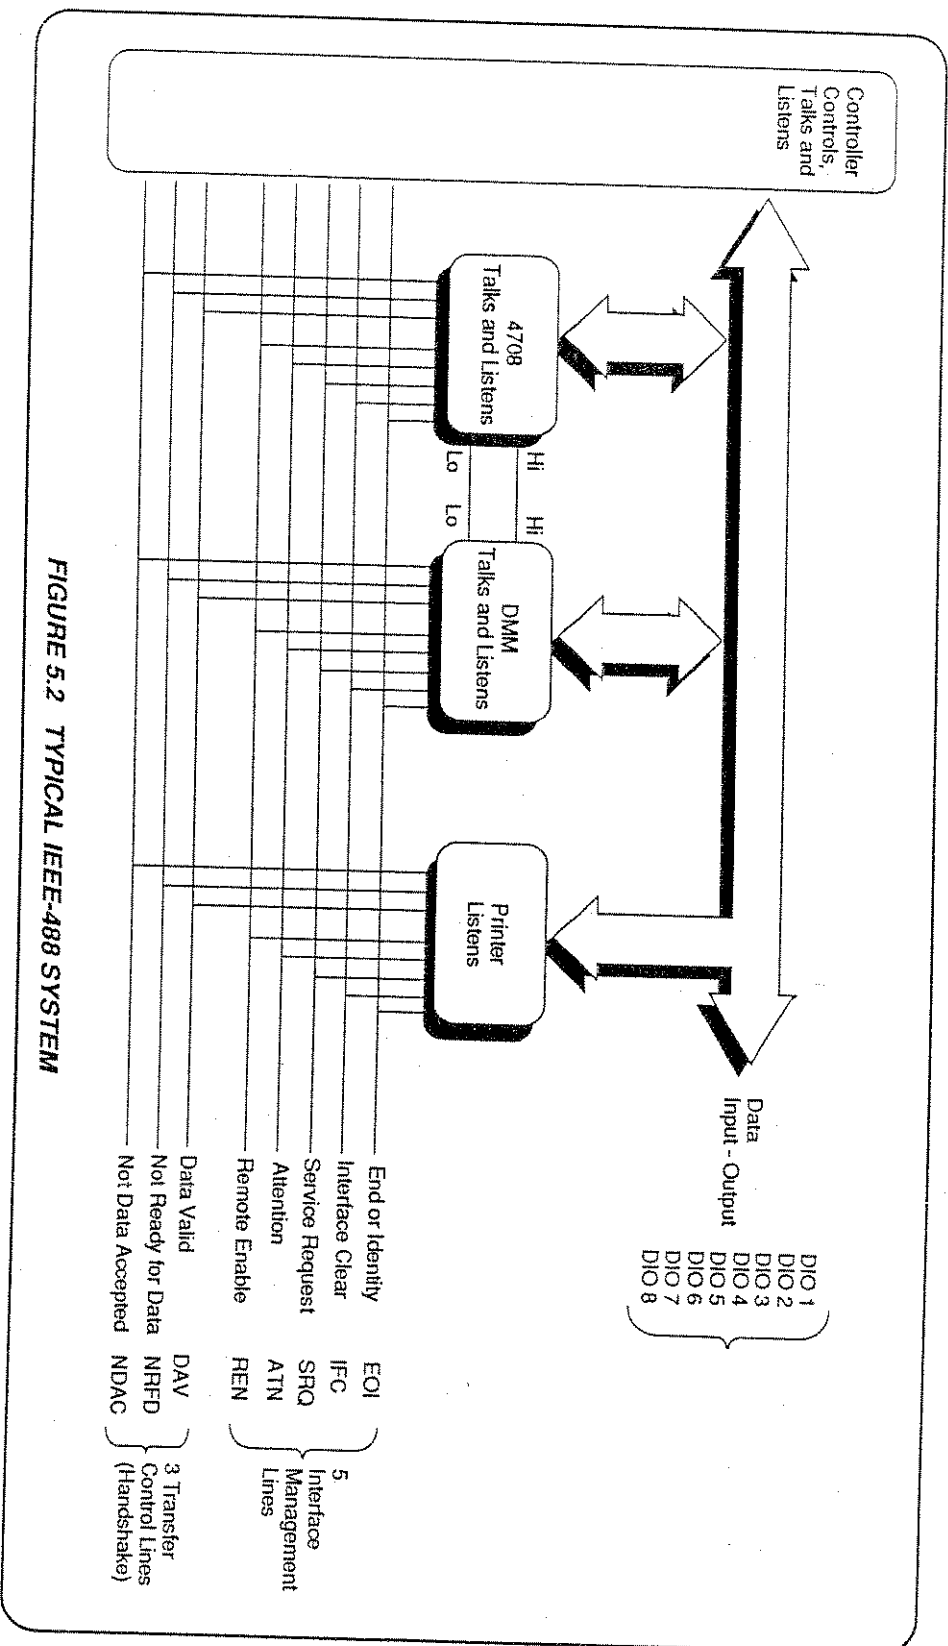 Controller
Controls,
Talks and
Listens
4708
Talks and Listens
Hi
Lo
Hi
Lo
DMM
Talks and Listens
Printer
Listens
Data
Input - Output
DIO 1
DIO 2
DIO 3
DIO 4
DIO 5
DIO 6
DIO 7
DIO 8
End or Identity EOI
Interface Clear IFC
Service Request SRQ
Attention ATN
Remote Enable REN
5
Interface
Management
Lines
Data Valid DAV
Not Ready for Data NRFD
Not Data Accepted NDAC
3 Transfer
Control Lines
(Handshake)
FIGURE 5.2 TYPICAL IEEE-488 SYSTEM